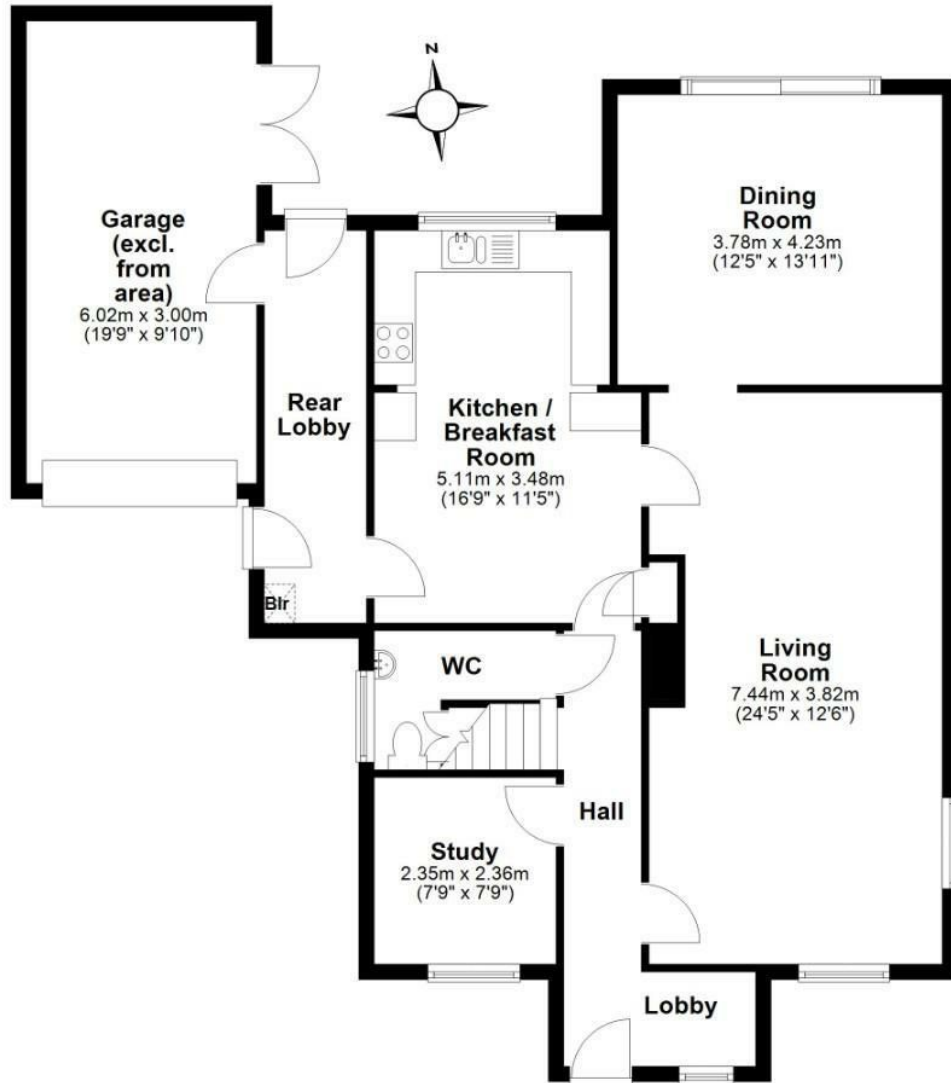 N
Garage
(excl.
from
area)
6.02m x 3.00m
(19'9" x 9'10")
Dining
Room
3.78m x 4.23m
(12'5" x 13'11")
Rear
Lobby
Kitchen /
Breakfast
Room
5.11m x 3.48m
(16'9" x 11'5")
Blr
WC
Living
Room
7.44m x 3.82m
(24'5" x 12'6")
Hall
Study
2.35m x 2.36m
(7'9" x 7'9")
Lobby